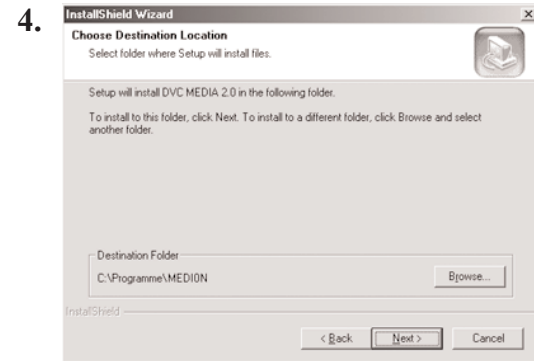 4.
InstallShield Wizard
Choose Destination Location
Select folder where Setup will install files.
Setup will install DVC MEDIA 2.0 in the following folder.
To install to this folder, click Next. To install to a different folder, click Browse and select
another folder.
Destination Folder
C:\Programme\MEDION
Browse...
InstallShield
< Back
Next >
Cancel